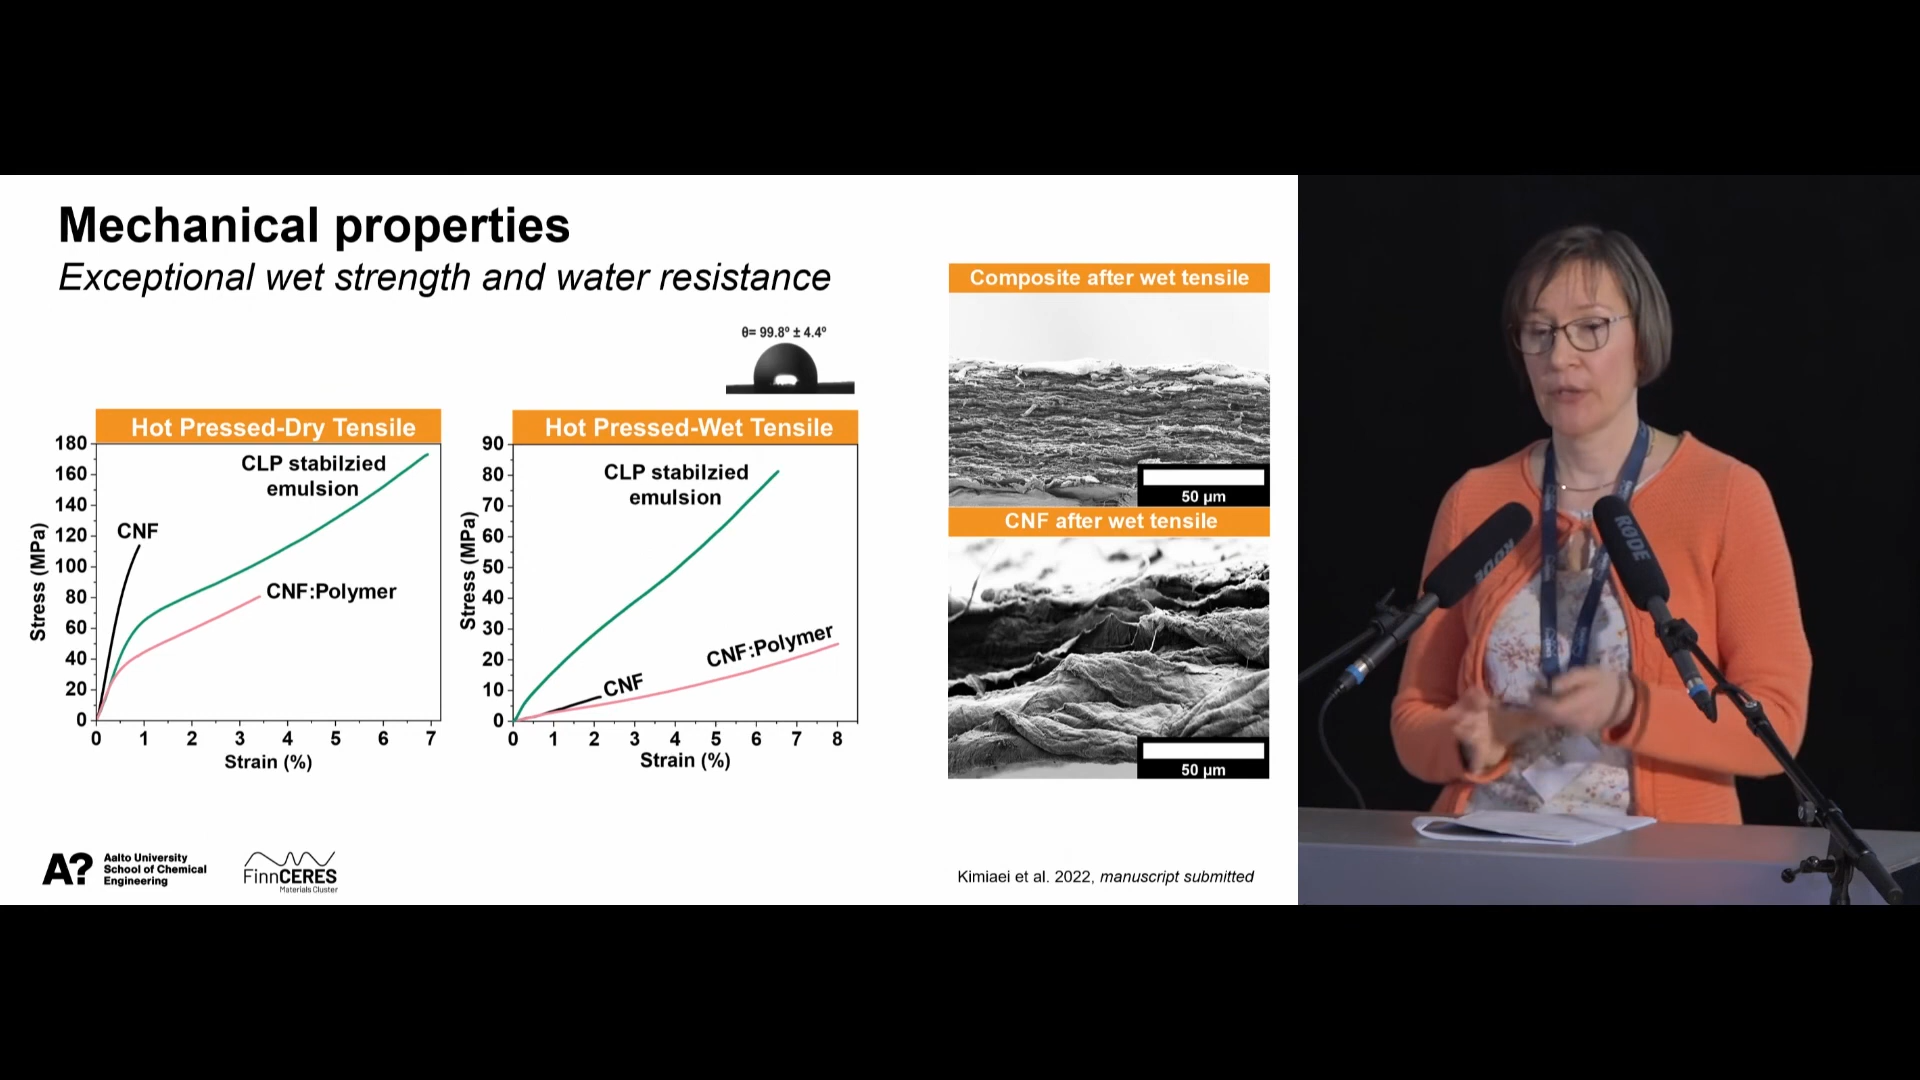 Mechanical properties
Exceptional wet strength and water resistance
θ= 99.8º ± 4.4º
Hot Pressed-Dry Tensile
180
160
140
120
100
80
60
40
20
0
Stress (MPa)
CLP stabilzied
emulsion
CNF
CNF:Polymer
0 1 2 3 4 5 6 7
Strain (%)
Hot Pressed-Wet Tensile
90
80
70
60
50
40
30
20
10
0
Stress (MPa)
CLP stabilzied
emulsion
CNF:Polymer
CNF
0 1 2 3 4 5 6 7 8
Strain (%)
Composite after wet tensile
50 µm
CNF after wet tensile
50 µm
A?
Aalto University
School of Chemical
Engineering
FinnCERES
Materials Cluster
Kimiaei et al. 2022, manuscript submitted
RØDE
RØDE